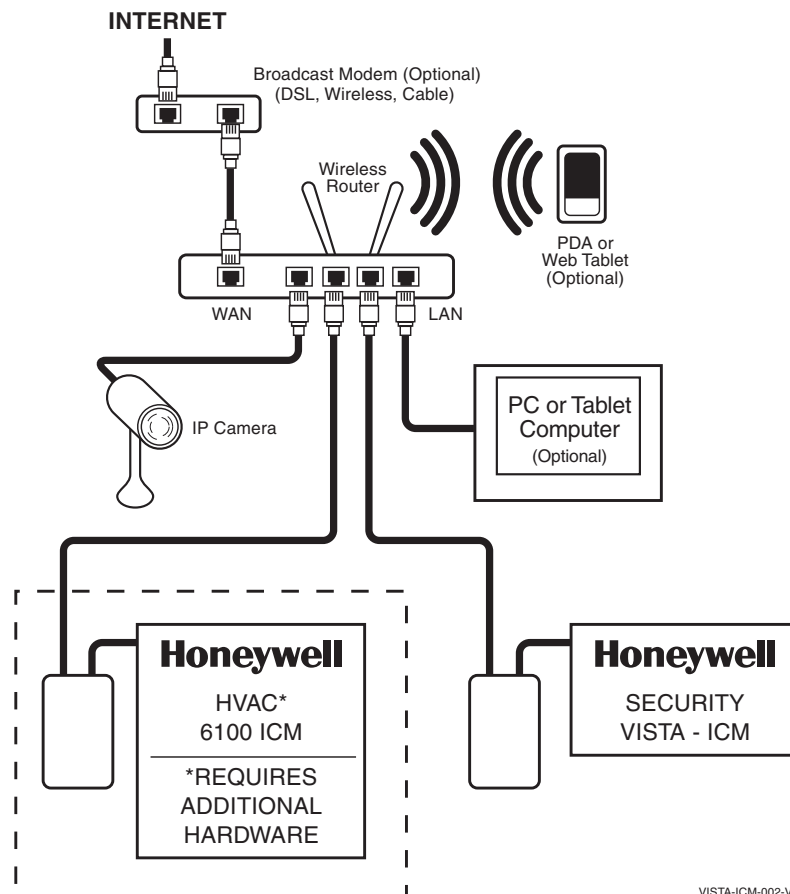 INTERNET
Broadcast Modem (Optional)
(DSL, Wireless, Cable)
Wireless
Router
PDA or
Web Tablet
(Optional)
WAN
LAN
IP Camera
PC or Tablet
Computer
(Optional)
Honeywell
HVAC*
6100 ICM
*REQUIRES
ADDITIONAL
HARDWARE
Honeywell
SECURITY
VISTA - ICM